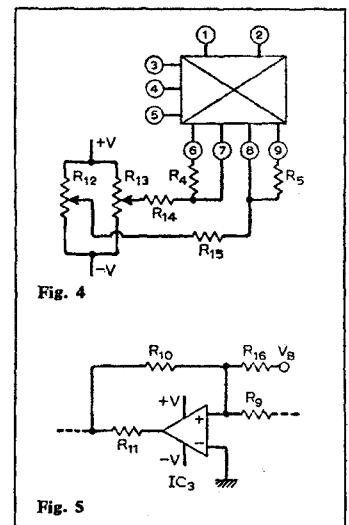 1 2
3
4
5
6 7 8 9
+V
R12 R13 R4 R5
R14
R15
-V
Fig. 4
R10 R16 VB
+V R9
+
R11 -
-V
IC3
Fig. 5